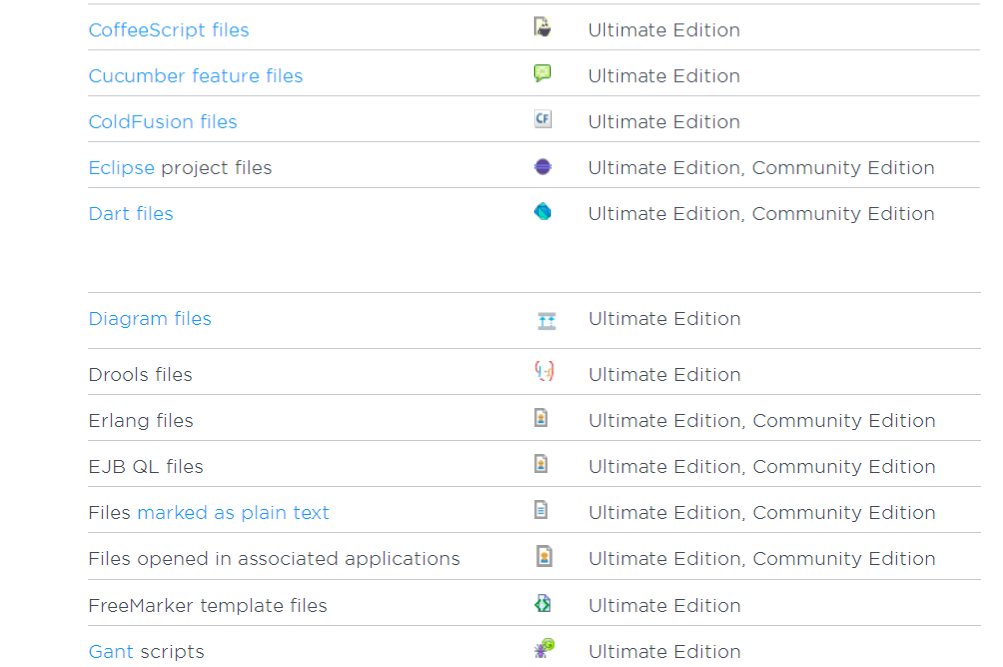 CoffeeScript files Ultimate Edition
Cucumber feature files Ultimate Edition
ColdFusion files CF Ultimate Edition
Eclipse project files Ultimate Edition, Community Edition
Dart files Ultimate Edition, Community Edition
Diagram files Ultimate Edition
Drools files Ultimate Edition
Erlang files Ultimate Edition, Community Edition
EJB QL files Ultimate Edition, Community Edition
Files marked as plain text Ultimate Edition, Community Edition
Files opened in associated applications Ultimate Edition, Community Edition
FreeMarker template files Ultimate Edition
Gant scripts Ultimate Edition